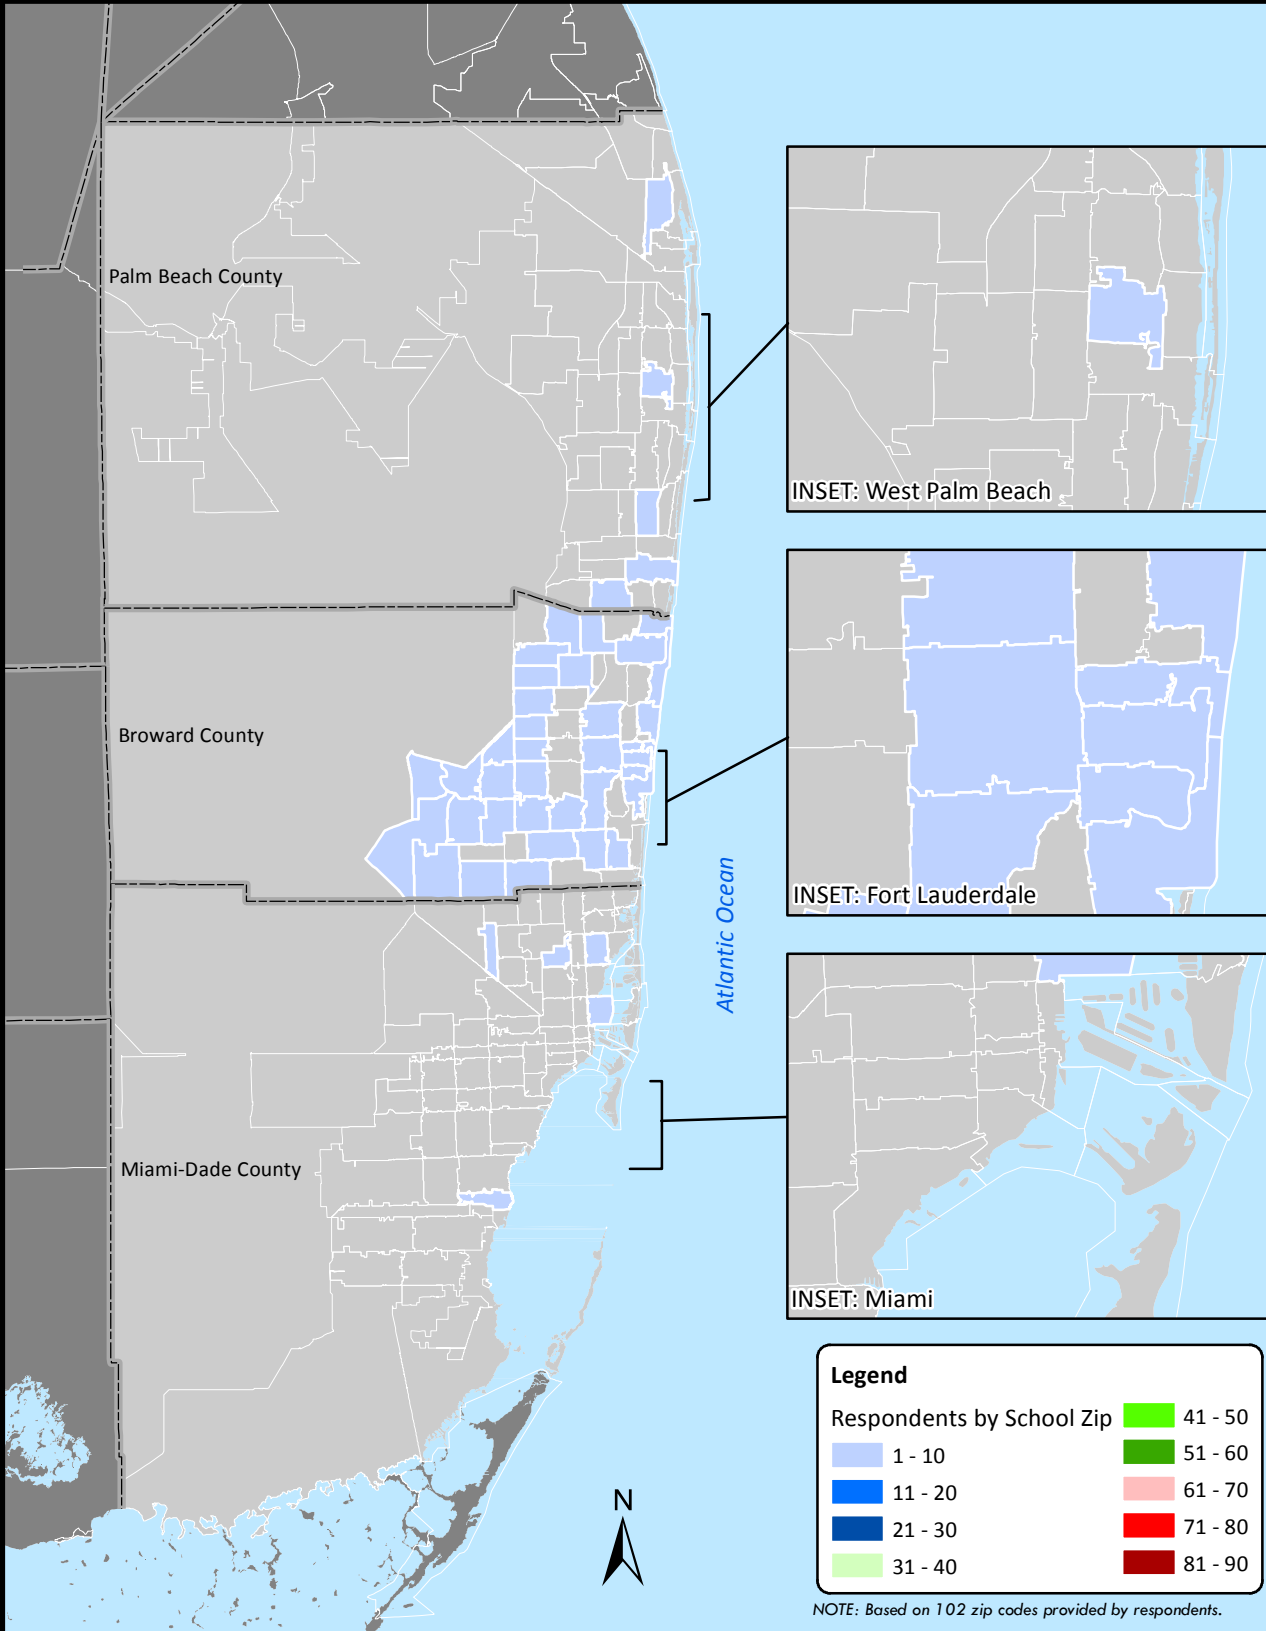 Palm Beach County
INSET: West Palm Beach
Broward County
INSET: Fort Lauderdale
Atlantic Ocean
Miami-Dade County
INSET: Miami
Legend
Respondents by School Zip
1 - 10
11 - 20
21 - 30
31 - 40
41 - 50
51 - 60
61 - 70
71 - 80
81 - 90
N
NOTE: Based on 102 zip codes provided by respondents.